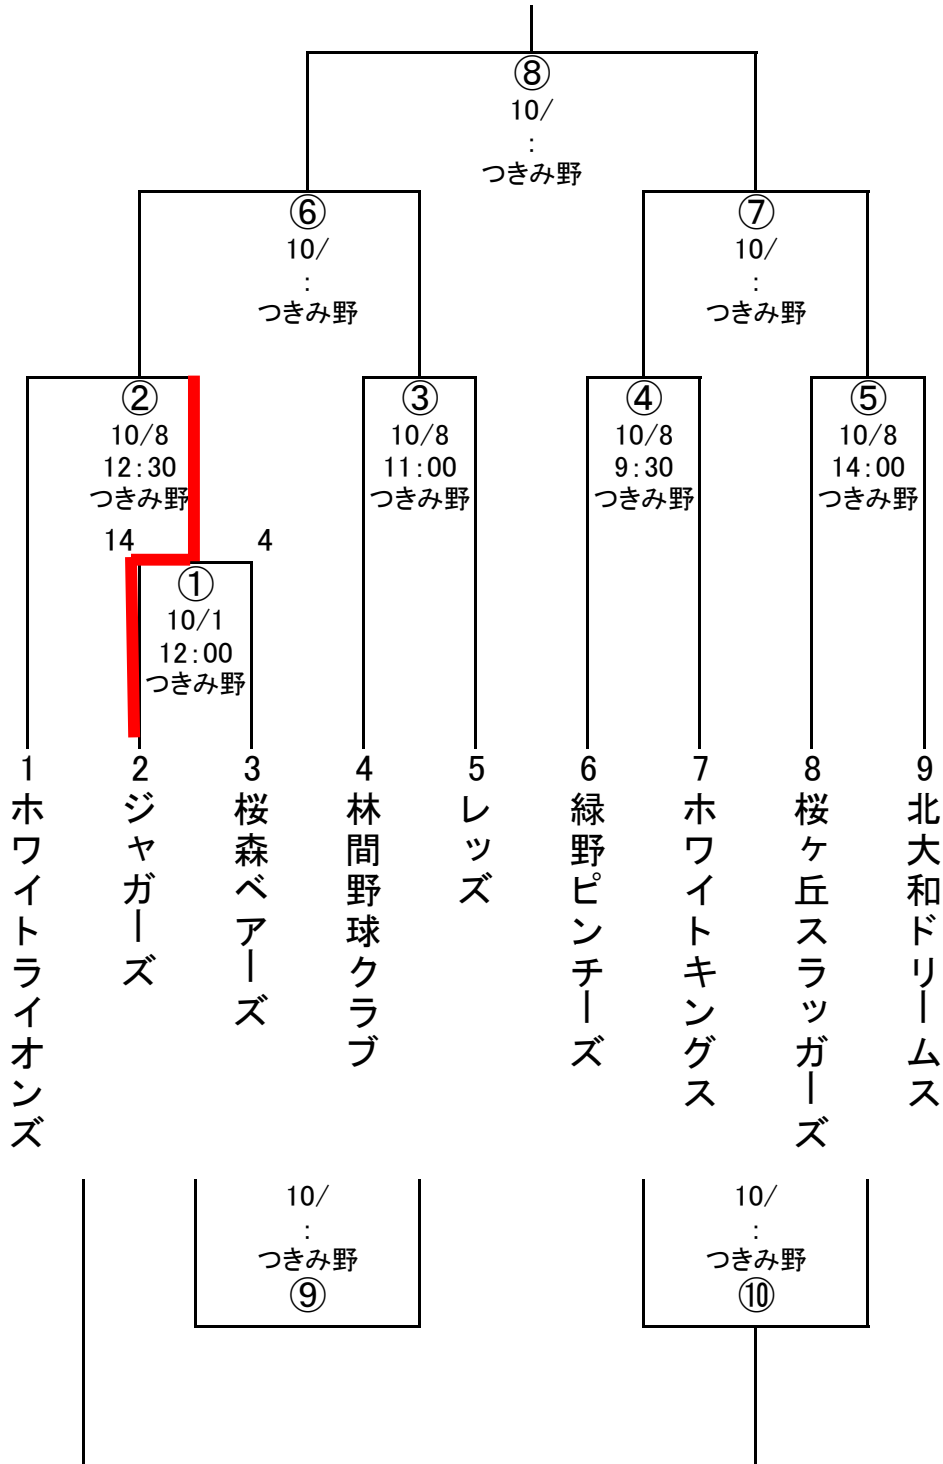 ⑧
10/
:
つきみ野
⑥
10/
:
つきみ野
⑦
10/
:
つきみ野
②
10/8
12:30
つきみ野
③
10/8
11:00
つきみ野
④
10/8
9:30
つきみ野
⑤
10/8
14:00
つきみ野
14
4
①
10/1
12:00
つきみ野
1
ホワイトライオンズ
2
ジャガーズ
3
桜森ベアーズ
4
林間野球クラブ
5
レッズ
6
緑野ピンチーズ
7
ホワイトキングス
8
桜ヶ丘スラッガーズ
9
北大和ドリームス
10/
:
つきみ野
⑨
10/
:
つきみ野
⑩